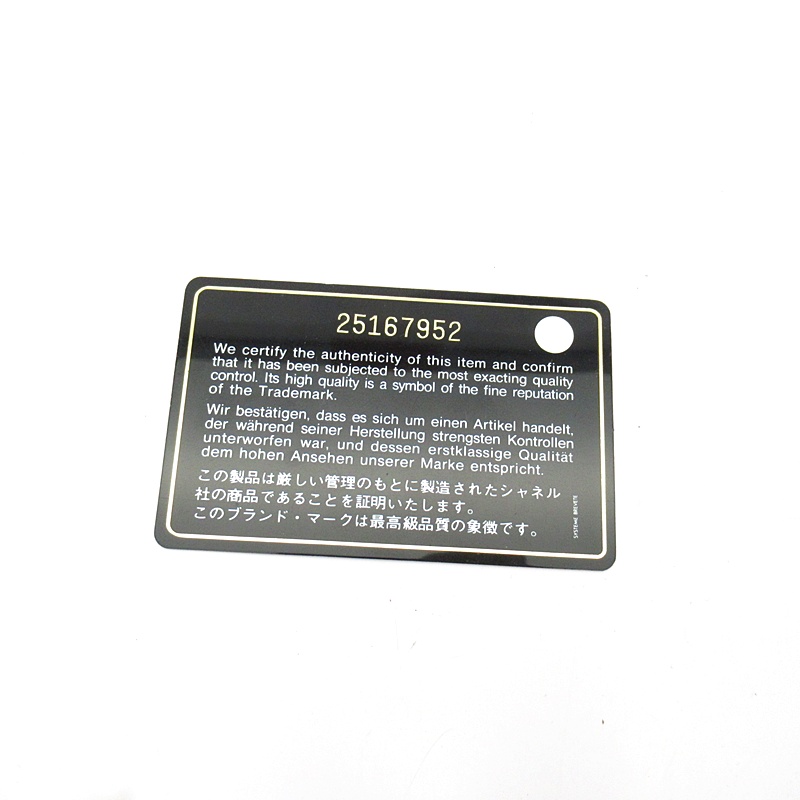 25167952
We certify the authenticity of this item and confirm
that it has been subjected to the most exacting quality
control. Its high quality is a symbol of the fine reputation
of the Trademark.
Wir bestätigen, dass es sich um einen Artikel handelt,
der während seiner Herstellung strengsten Kontrollen
unterworfen war, und dessen erstklassige Qualität
dem hohen Ansehen unserer Marke entspricht.
この製品は厳しい管理のもとに製造されたシャネル
社の商品であることを証明いたします。
このブランド・マークは最高級品質の象徴です。
SYSTEME BREVETE